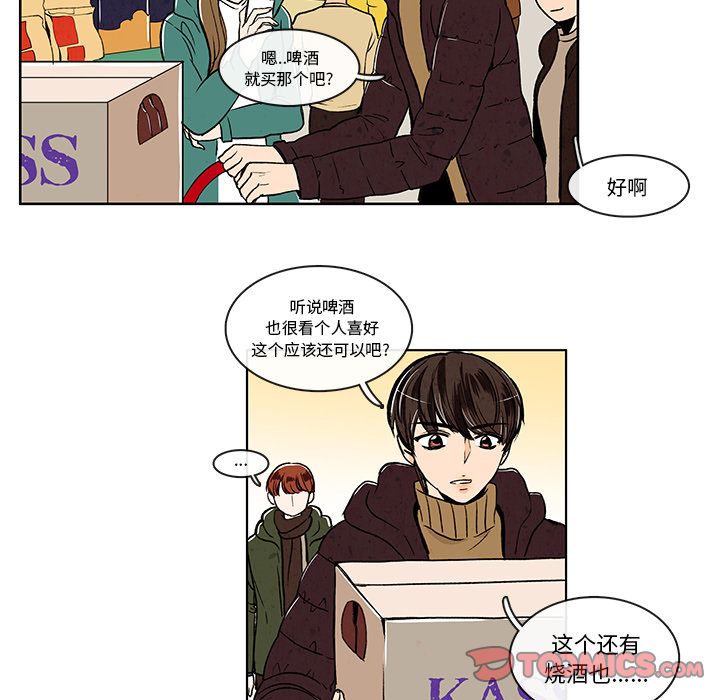 嗯..啤酒
就买那个吧?
SS
好啊
听说啤酒
也很看个人喜好
这个应该还可以吧?
...
这个还有
烧酒也......
KAS
TOOMICS.COM